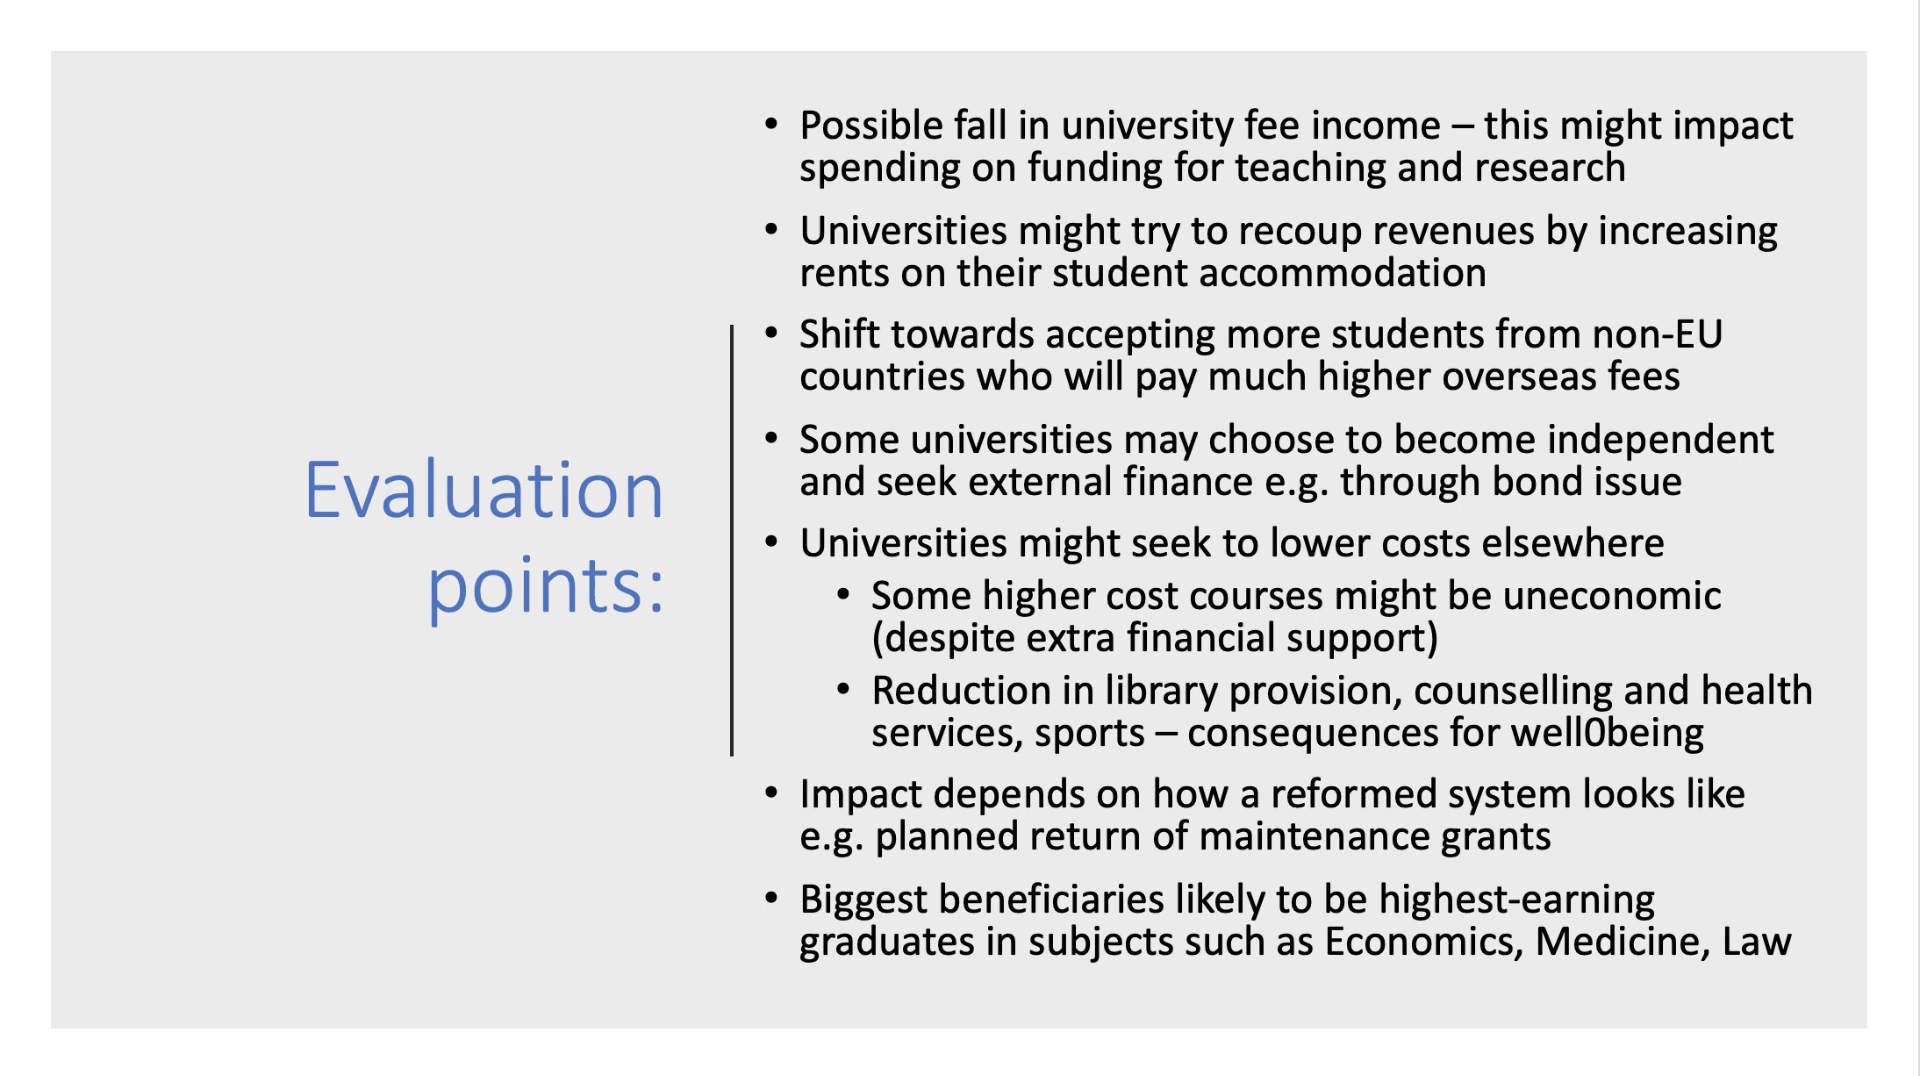 Evaluation
points:
• Possible fall in university fee income – this might impact
spending on funding for teaching and research
• Universities might try to recoup revenues by increasing
rents on their student accommodation
• Shift towards accepting more students from non-EU
countries who will pay much higher overseas fees
• Some universities may choose to become independent
and seek external finance e.g. through bond issue
• Universities might seek to lower costs elsewhere
• Some higher cost courses might be uneconomic
(despite extra financial support)
• Reduction in library provision, counselling and health
services, sports – consequences for well0being
• Impact depends on how a reformed system looks like
e.g. planned return of maintenance grants
• Biggest beneficiaries likely to be highest-earning
graduates in subjects such as Economics, Medicine, Law